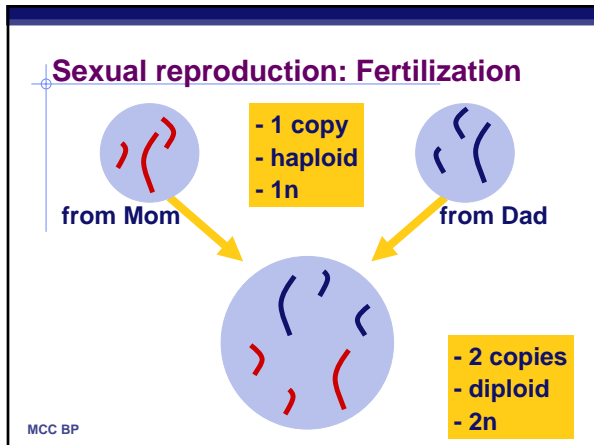 Sexual reproduction: Fertilization
- 1 copy
- haploid
- 1n
from Mom
from Dad
- 2 copies
- diploid
- 2n
MCC BP